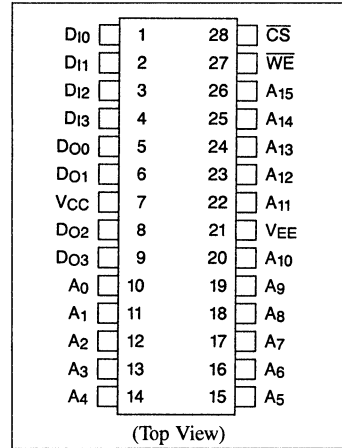 DI0 1 28 CS
DI1 2 27 WE
DI2 3 26 A15
DI3 4 25 A14
DO0 5 24 A13
DO1 6 23 A12
VCC 7 22 A11
DO2 8 21 VEE
DO3 9 20 A10
A0 10 19 A9
A1 11 18 A8
A2 12 17 A7
A3 13 16 A6
A4 14 15 A5
(Top View)